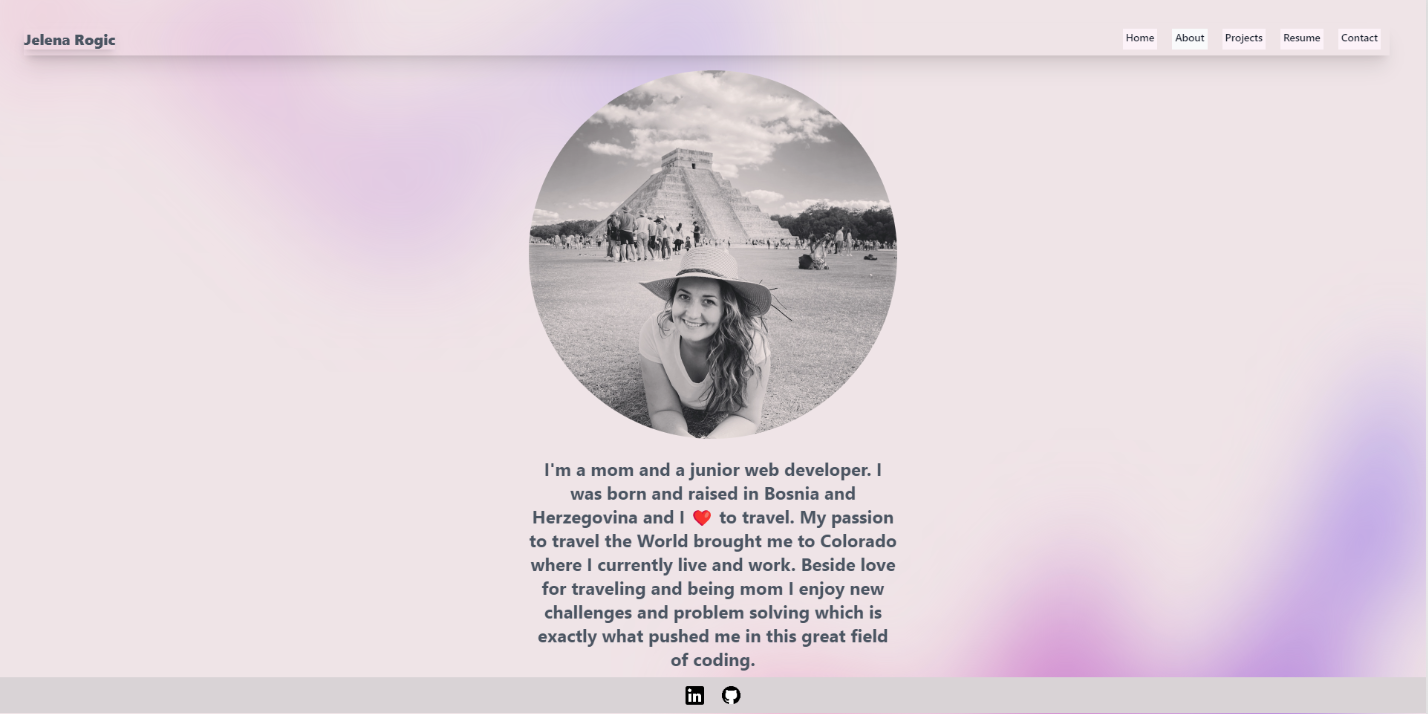 Jelena Rogic
Home About Projects Resume Contact
I'm a mom and a junior web developer. I
was born and raised in Bosnia and
Herzegovina and I ❤️ to travel. My passion
to travel the World brought me to Colorado
where I currently live and work. Beside love
for traveling and being mom I enjoy new
challenges and problem solving which is
exactly what pushed me in this great field
of coding.
in